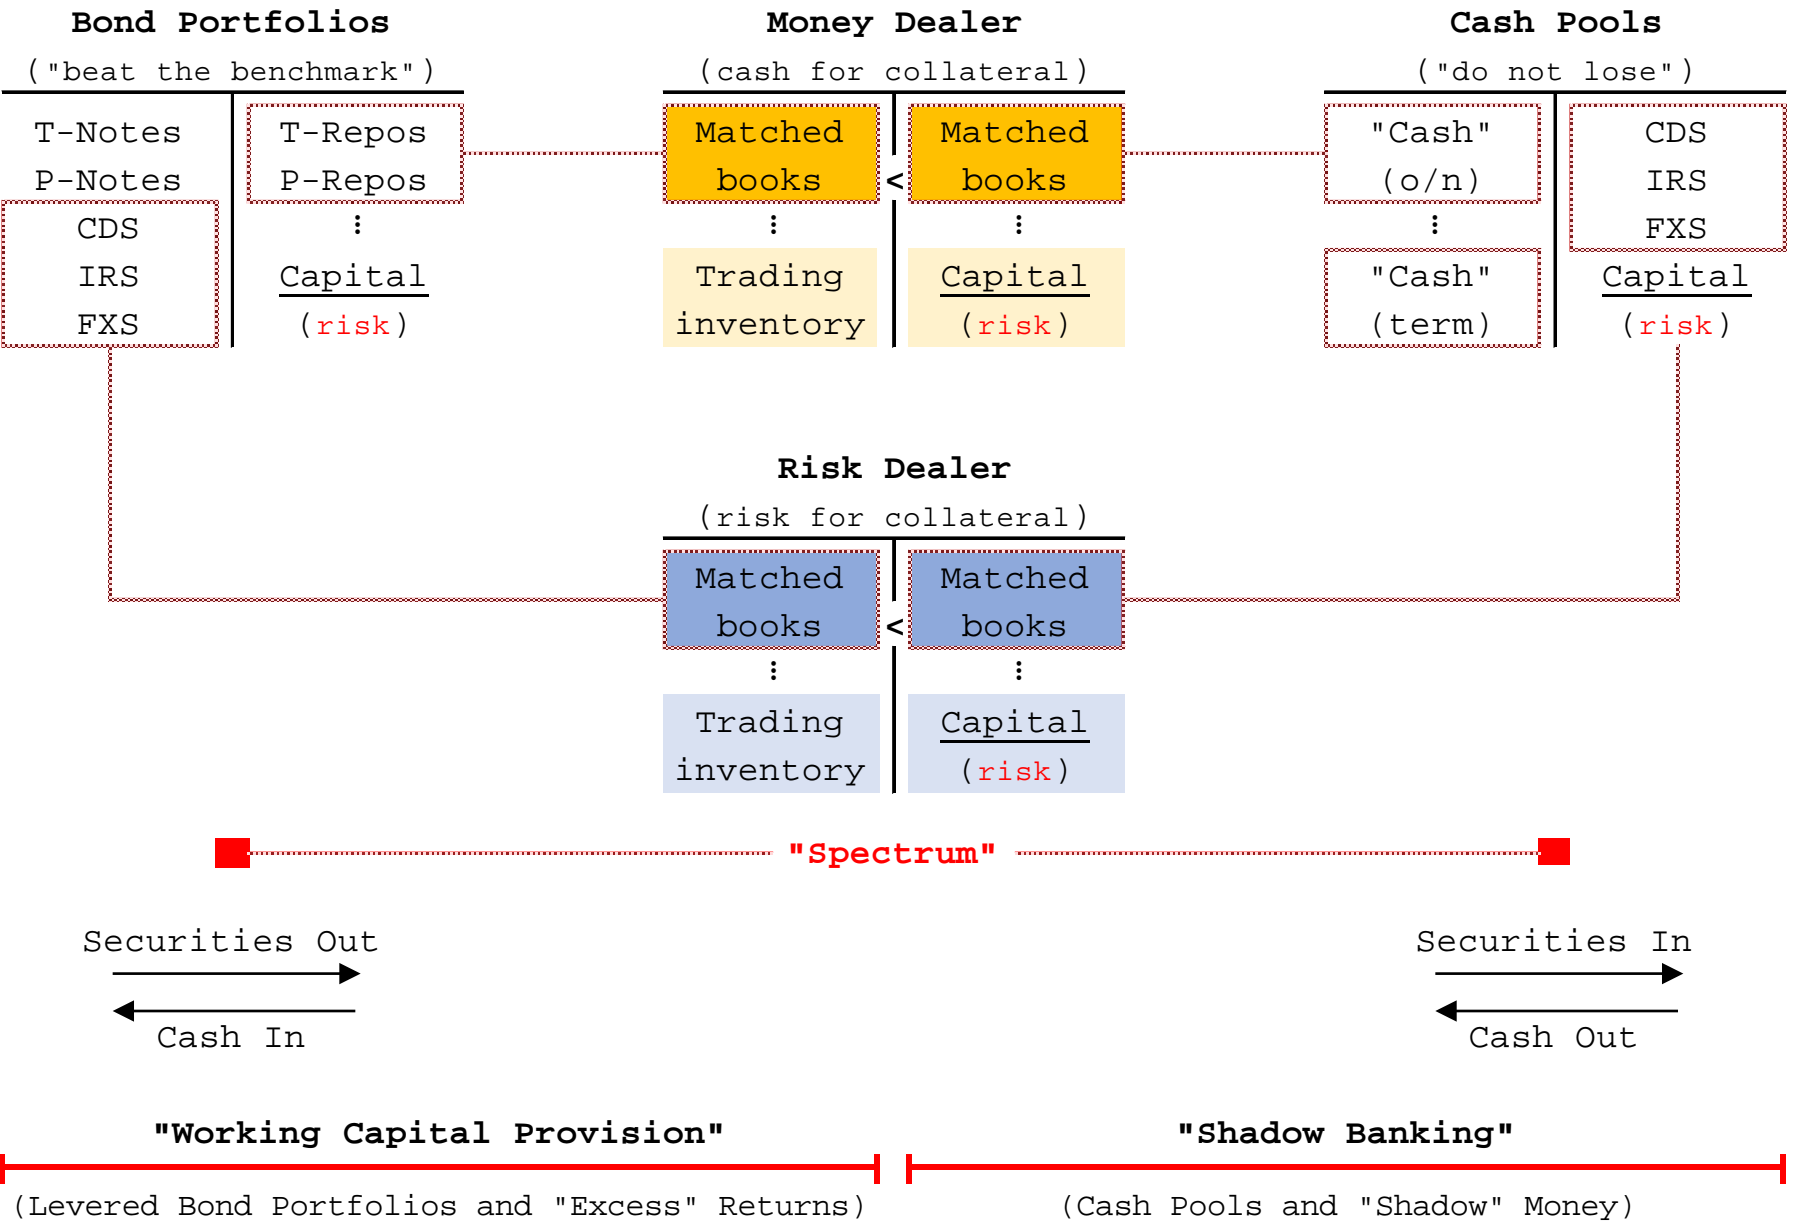 Bond Portfolios
("beat the benchmark")
T-Notes
P-Notes
CDS
IRS
FXS
T-Repos
P-Repos
⋮
Capital
(risk)
Money Dealer
(cash for collateral)
Matched
books
⋮
Trading
inventory
<
Matched
books
⋮
Capital
(risk)
Cash Pools
("do not lose")
"Cash"
(o/n)
⋮
"Cash"
(term)
CDS
IRS
FXS
Capital
(risk)
Risk Dealer
(risk for collateral)
Matched
books
⋮
Trading
inventory
<
Matched
books
⋮
Capital
(risk)
"Spectrum"
Securities Out
Cash In
Securities In
Cash Out
"Working Capital Provision"
(Levered Bond Portfolios and "Excess" Returns)
"Shadow Banking"
(Cash Pools and "Shadow" Money)